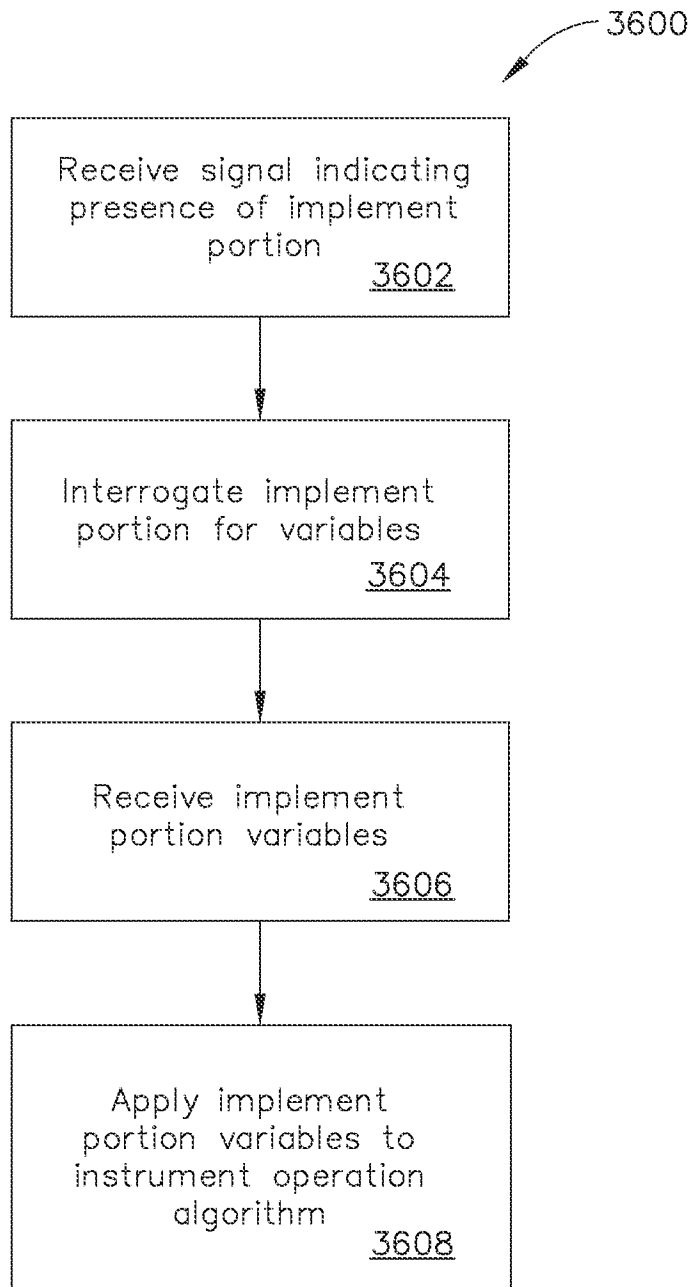 3600
Receive signal indicating
presence of implement
portion
3602
Interrogate implement
portion for variables
3604
Receive implement
portion variables
3606
Apply implement
portion variables to
instrument operation
algorithm
3608